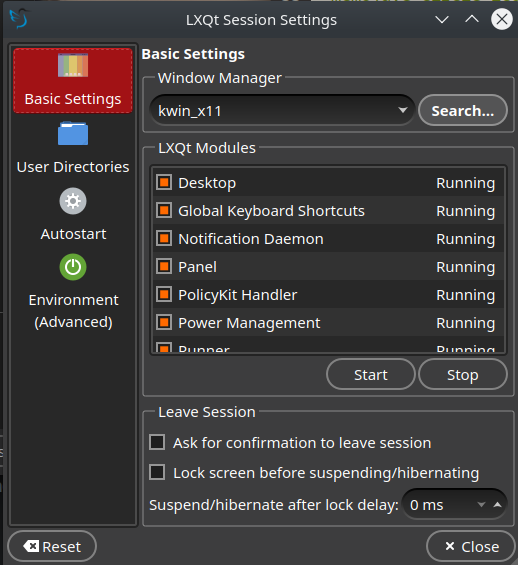 LXQt Session Settings
Basic Settings
User Directories
Autostart
Environment
(Advanced)
Basic Settings
Window Manager
kwin_x11
Search...
LXQt Modules
Desktop Running
Global Keyboard Shortcuts Running
Notification Daemon Running
Panel Running
PolicyKit Handler Running
Power Management Running
Runner Running
Start Stop
Leave Session
Ask for confirmation to leave session
Lock screen before suspending/hibernating
Suspend/hibernate after lock delay: 0 ms
Reset Close